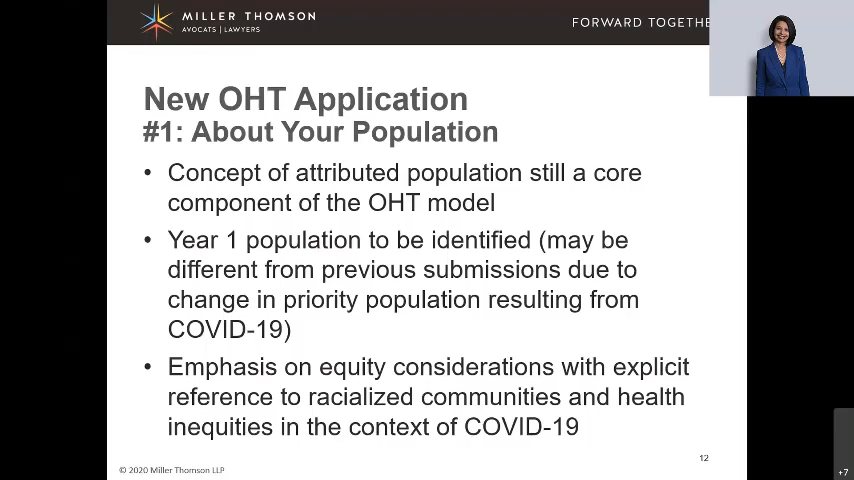 MILLER THOMSON
AVOCATS | LAWYERS
FORWARD TOGETHE
New OHT Application
#1: About Your Population
• Concept of attributed population still a core
component of the OHT model
• Year 1 population to be identified (may be
different from previous submissions due to
change in priority population resulting from
COVID-19)
• Emphasis on equity considerations with explicit
reference to racialized communities and health
inequities in the context of COVID-19
12
© 2020 Miller Thomson LLP
+7